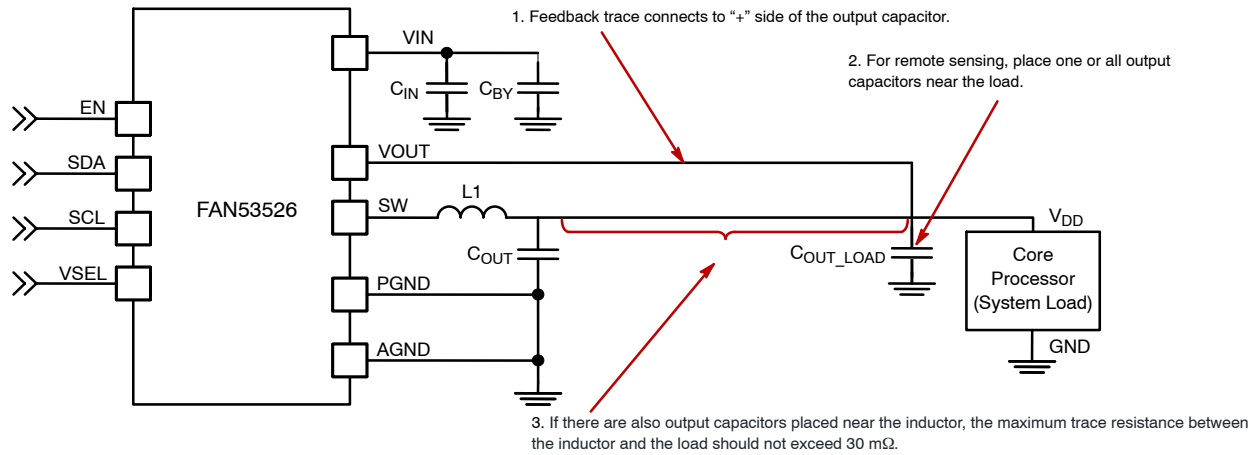 1. Feedback trace connects to “+” side of the output capacitor.
2. For remote sensing, place one or all output
capacitors near the load.
VIN
CIN
CBY
EN
SDA
SCL
VSEL
FAN53526
VOUT
SW
L1
COUT
PGND
AGND
COUT_LOAD
VDD
Core
Processor
(System Load)
GND
3. If there are also output capacitors placed near the inductor, the maximum trace resistance between
the inductor and the load should not exceed 30 mΩ.